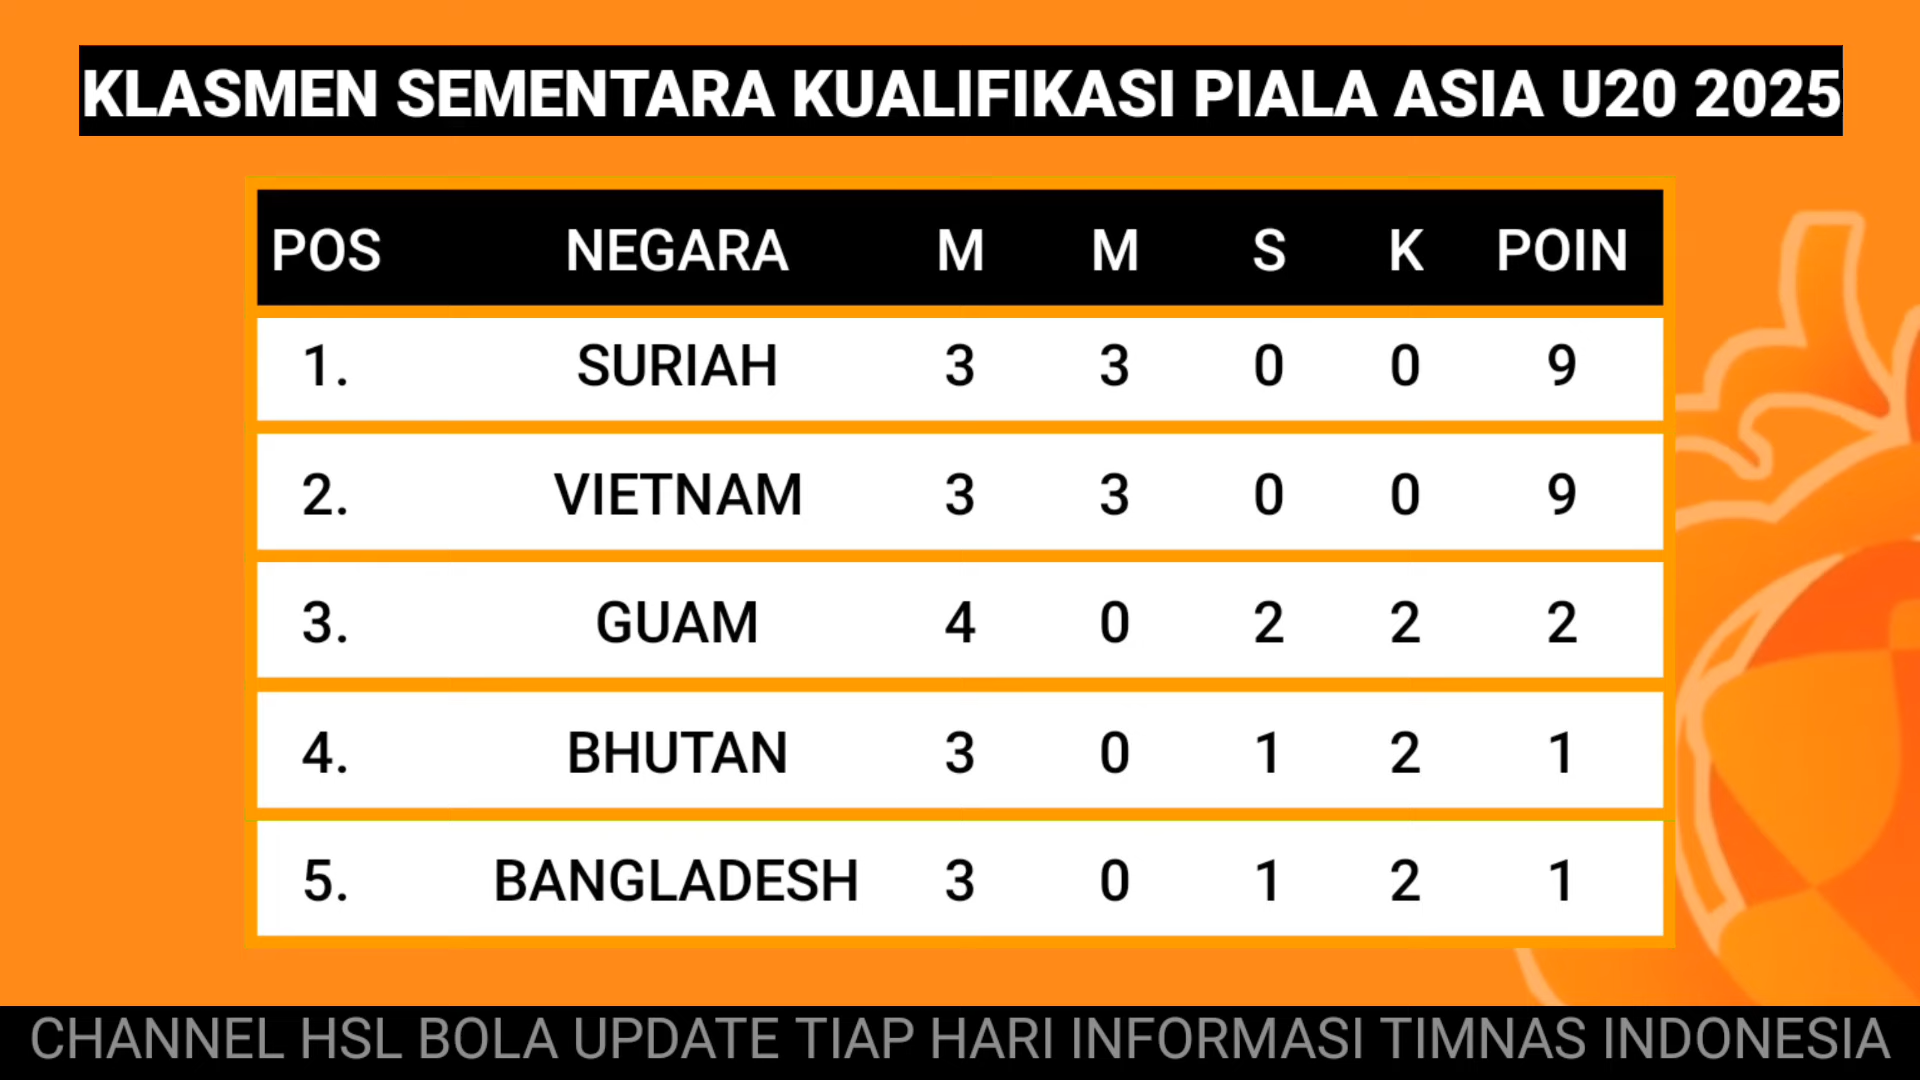 KLASMEN SEMENTARA KUALIFIKASI PIALA ASIA U20 2025
POS NEGARA M M S K POIN
1. SURIAH 3 3 0 0 9
2. VIETNAM 3 3 0 0 9
3. GUAM 4 0 2 2 2
4. BHUTAN 3 0 1 2 1
5. BANGLADESH 3 0 1 2 1
CHANNEL HSL BOLA UPDATE TIAP HARI INFORMASI TIMNAS INDONESIA